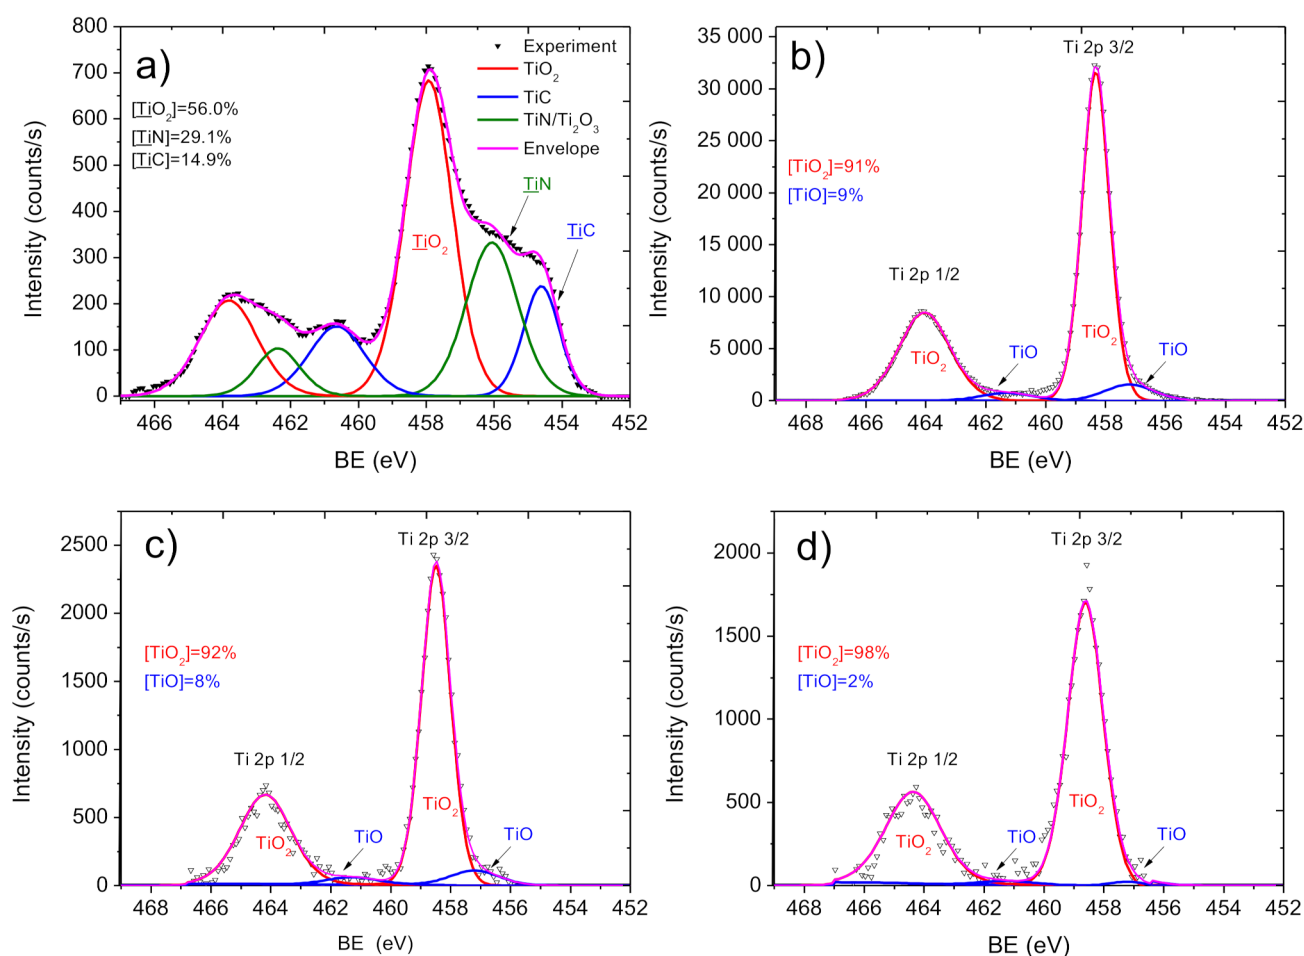 a)
[TiO2]=56.0%
[TiN]=29.1%
[TiC]=14.9%
Experiment
TiO2
TiC
TiN/Ti2O3
Envelope
TiN
TiC
TiO2
800
700
600
500
400
300
200
100
0
466 464 462 460 458 456 454 452
Intensity (counts/s)
BE (eV)
b)
Ti 2p 3/2
[TiO2]=91%
[TiO]=9%
Ti 2p 1/2
TiO2
TiO
TiO2
TiO
35 000
30 000
25 000
20 000
15 000
10 000
5 000
0
468 466 464 462 460 458 456 454 452
Intensity (counts/s)
BE (eV)
c)
Ti 2p 3/2
[TiO2]=92%
[TiO]=8%
Ti 2p 1/2
TiO2
TiO2
TiO
TiO
2500
2000
1500
1000
500
0
468 466 464 462 460 458 456 454 452
Intensity (counts/s)
BE (eV)
d)
Ti 2p 3/2
[TiO2]=98%
[TiO]=2%
Ti 2p 1/2
TiO2
TiO2
TiO
TiO
2000
1500
1000
500
0
468 466 464 462 460 458 456 454 452
Intensity (counts/s)
BE (eV)